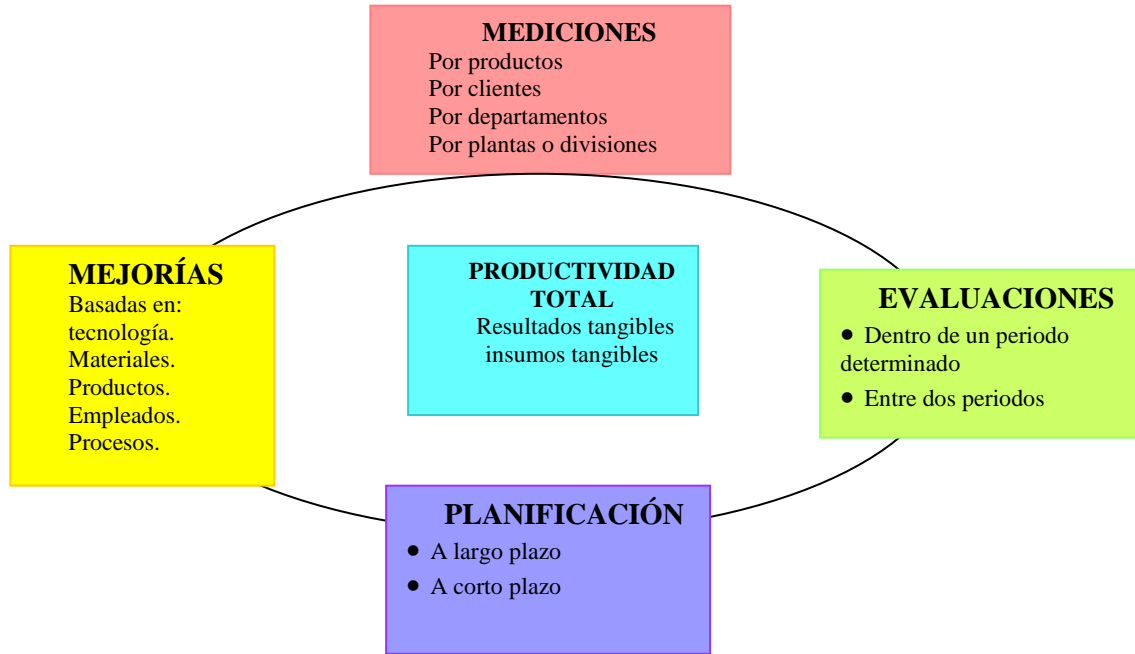 MEDICIONES
Por productos
Por clientes
Por departamentos
Por plantas o divisiones
MEJORÍAS
Basadas en:
tecnología.
Materiales.
Productos.
Empleados.
Procesos.
PRODUCTIVIDAD
TOTAL
Resultados tangibles
insumos tangibles
EVALUACIONES
• Dentro de un periodo
determinado
• Entre dos periodos
PLANIFICACIÓN
• A largo plazo
• A corto plazo